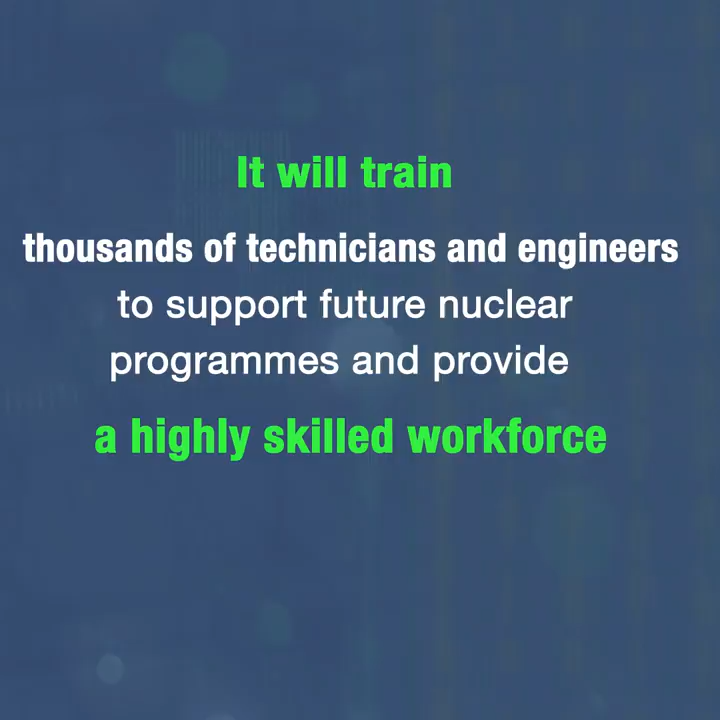 It will train
thousands of technicians and engineers
to support future nuclear
programmes and provide
a highly skilled workforce